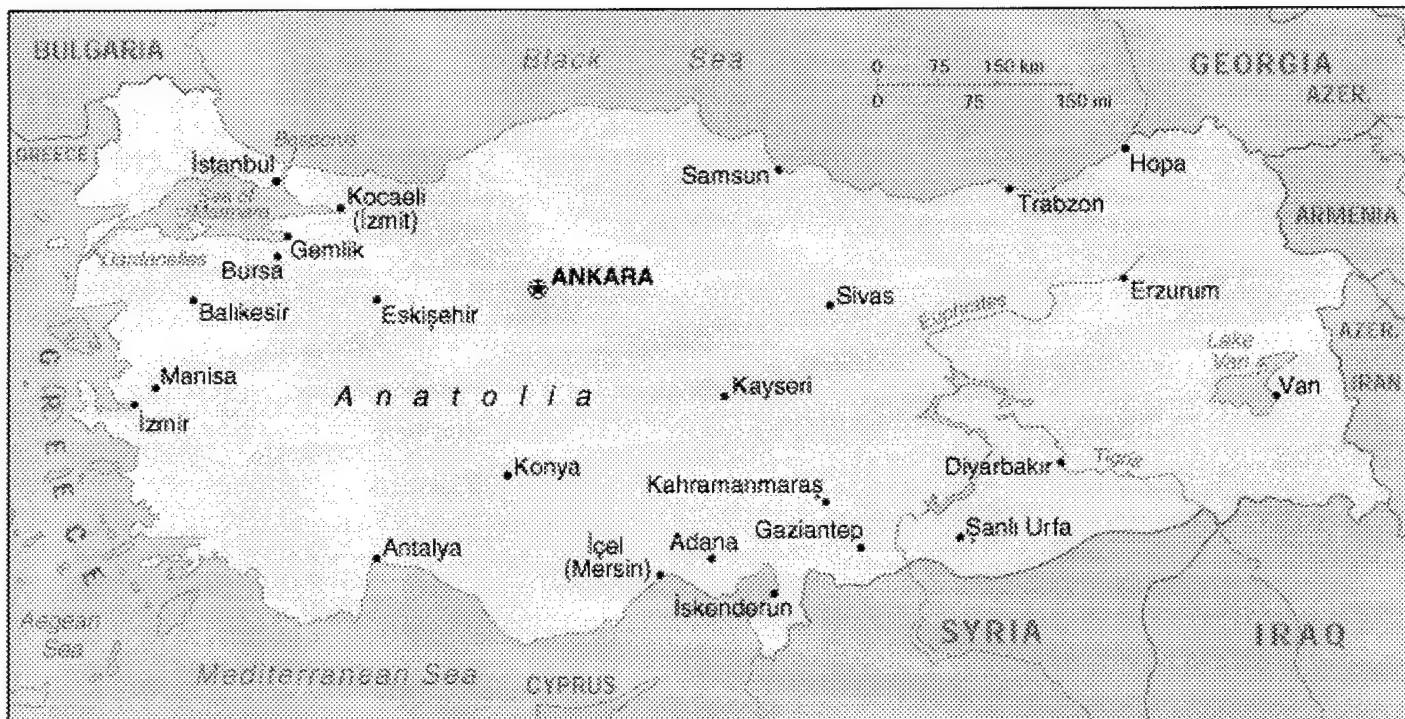 BULGARIA
Black Sea
GEORGIA
0 75 150 km
0 75 150 mi
AZER.
GREECE
Bosporus
İstanbul
Hopa
Samsun
Sea of
Marmara
Kocaeli
(İzmit)
Trabzon
ARMENIA
Gemlik
Dardanelles
Bursa
ANKARA
Erzurum
Sivas
Balıkesir
Eskişehir
Euphrates
AZER.
Lake
Van
GREECE
Manisa
Anatolia
Kayseri
Van
IRAN
İzmir
Konya
Diyarbakır
Tigris
Kahramanmaraş
Gaziantep
Şanlı Urfa
Antalya
İçel
(Mersin)
Adana
İskenderun
Aegean
Sea
SYRIA
IRAQ
Mediterranean Sea
CYPRUS